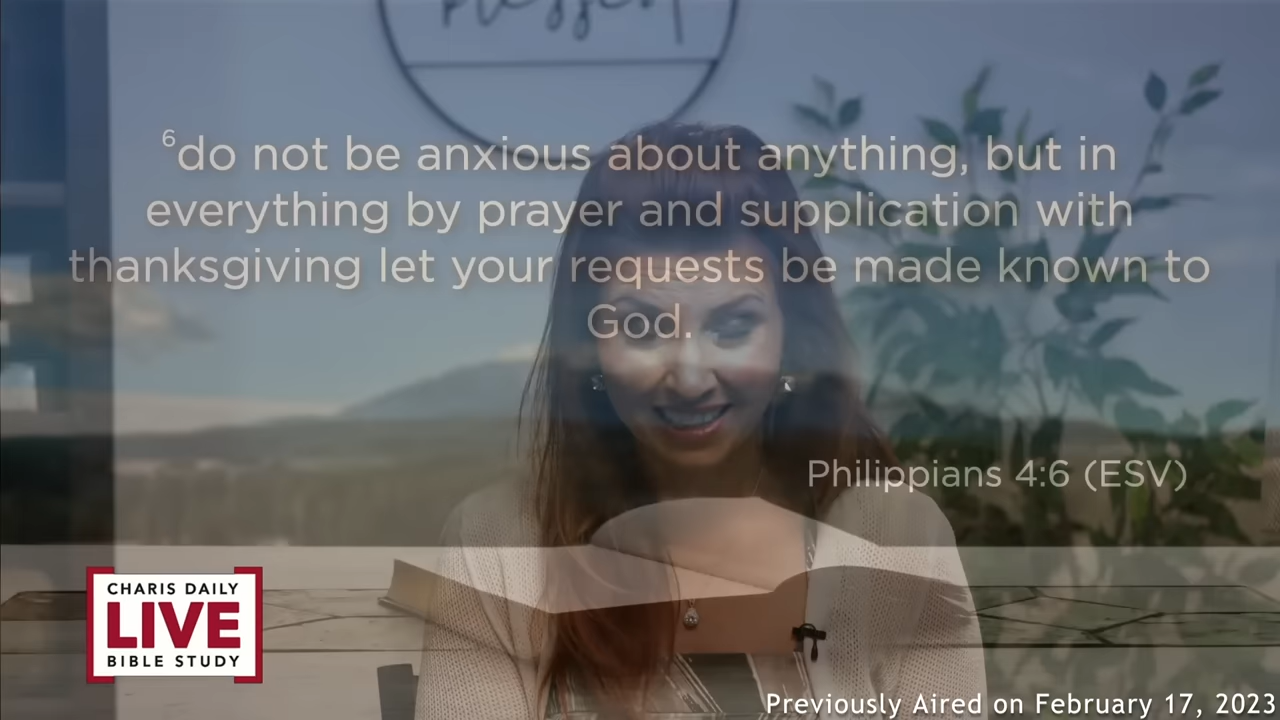 Blessed
⁶do not be anxious about anything, but in
everything by prayer and supplication with
thanksgiving let your requests be made known to
God.
Philippians 4:6 (ESV)
CHARIS DAILY
LIVE
BIBLE STUDY
Previously Aired on February 17, 2023